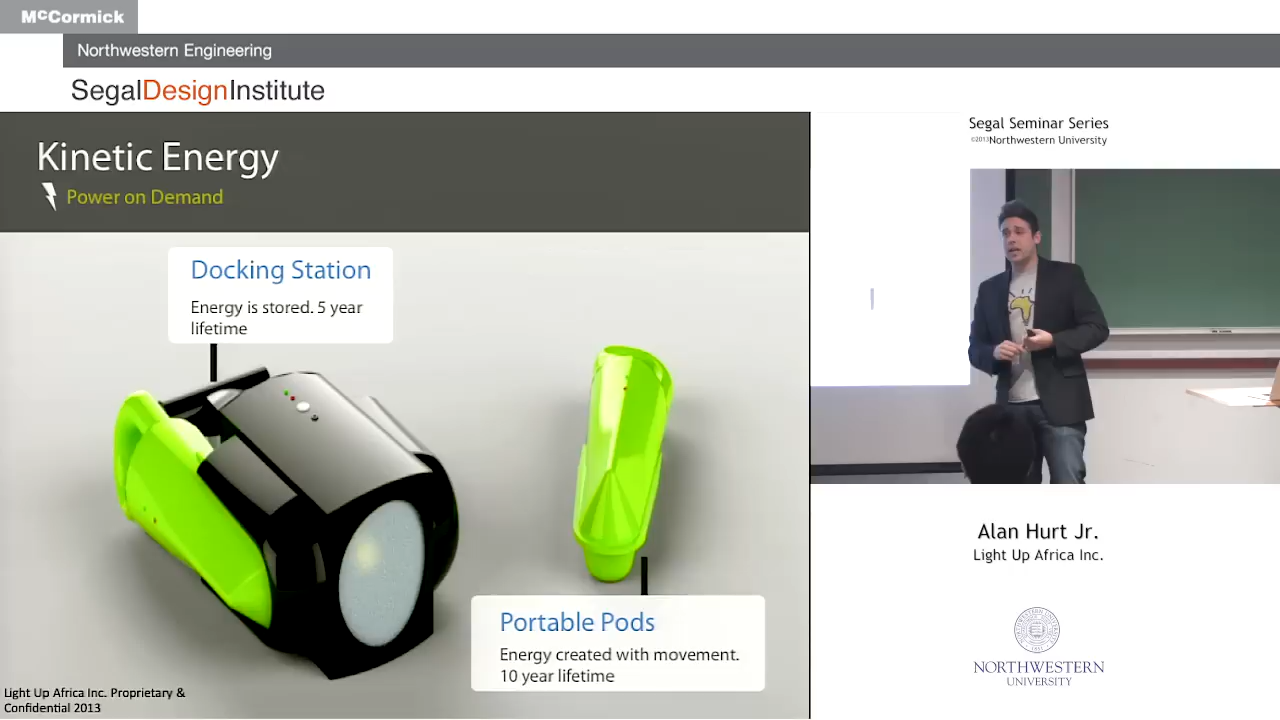 McCormick
Northwestern Engineering
SegalDesignInstitute
Kinetic Energy
Power on Demand
Docking Station
Energy is stored. 5 year
lifetime
Portable Pods
Energy created with movement.
10 year lifetime
Light Up Africa Inc. Proprietary &
Confidential 2013
Segal Seminar Series
©2013Northwestern University
Alan Hurt Jr.
Light Up Africa Inc.
NORTHWESTERN
UNIVERSITY